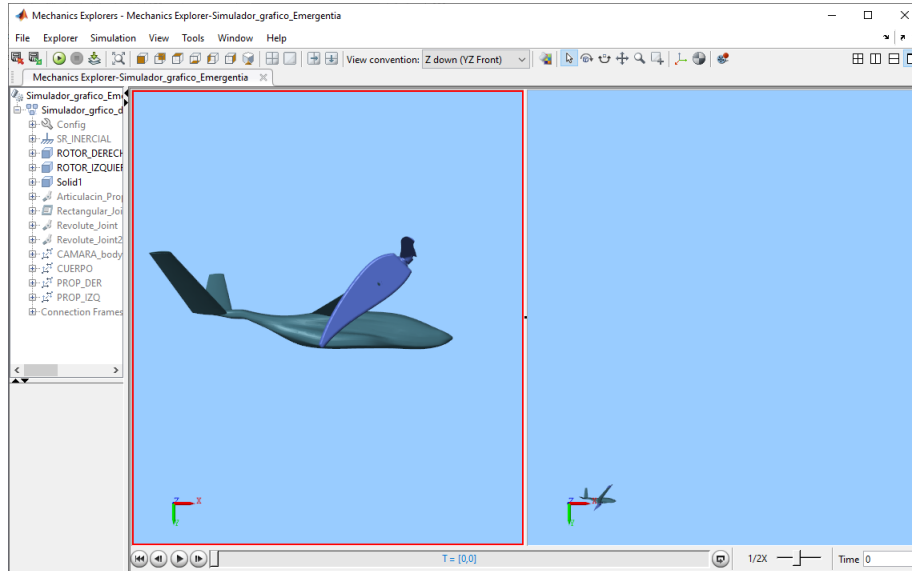 Mechanics Explorers - Mechanics Explorer-Simulador_grafico_Emergentia
File Explorer Simulation View Tools Window Help
View convention: Z down (YZ Front)
Mechanics Explorer-Simulador_grafico_Emergentia
Simulador_grafico_Eme
Simulador_grfico_d
Config
SR_INERCIAL
ROTOR_DERECH
ROTOR_IZQUIER
Solid1
Articulacin_Prop
Rectangular_Joi
Revolute_Joint
Revolute_Joint2
CAMARA_body
CUERPO
PROP_DER
PROP_IZQ
Connection Frames
Z X
Y
Z X
Y
T = [0,0]
1/2X
Time 0